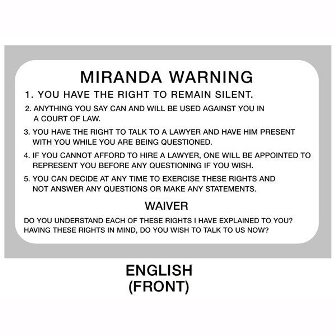 MIRANDA WARNING
1. YOU HAVE THE RIGHT TO REMAIN SILENT.
2. ANYTHING YOU SAY CAN AND WILL BE USED AGAINST YOU IN
A COURT OF LAW.
3. YOU HAVE THE RIGHT TO TALK TO A LAWYER AND HAVE HIM PRESENT
WITH YOU WHILE YOU ARE BEING QUESTIONED.
4. IF YOU CANNOT AFFORD TO HIRE A LAWYER, ONE WILL BE APPOINTED TO
REPRESENT YOU BEFORE ANY QUESTIONING IF YOU WISH.
5. YOU CAN DECIDE AT ANY TIME TO EXERCISE THESE RIGHTS AND
NOT ANSWER ANY QUESTIONS OR MAKE ANY STATEMENTS.
WAIVER
DO YOU UNDERSTAND EACH OF THESE RIGHTS I HAVE EXPLAINED TO YOU?
HAVING THESE RIGHTS IN MIND, DO YOU WISH TO TALK TO US NOW?
ENGLISH
(FRONT)